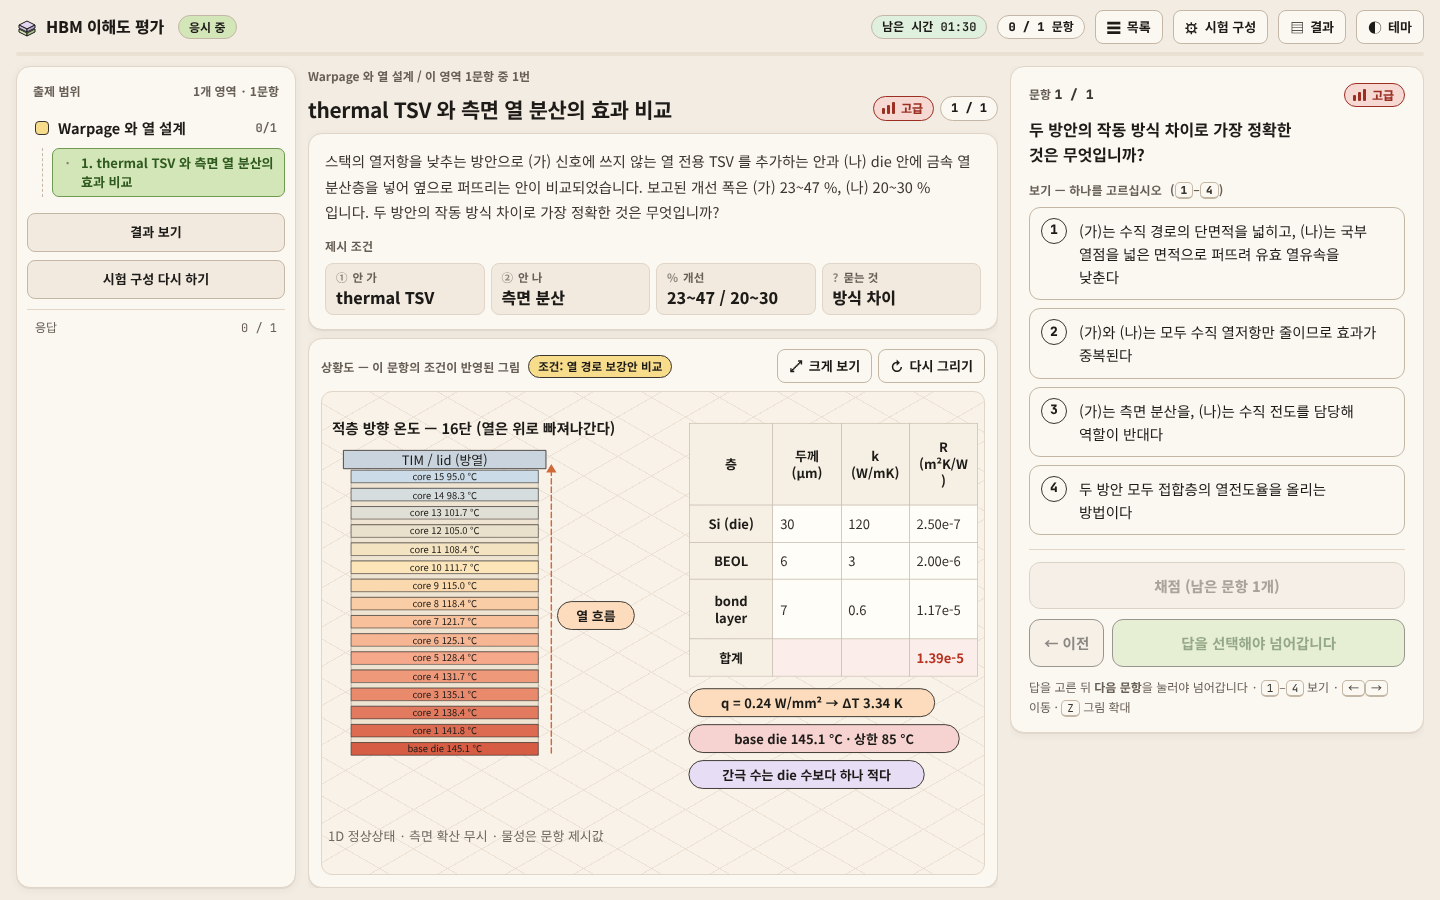 HBM 이해도 평가
응시 중
남은 시간 01:30
0 / 1 문항
목록
시험 구성
결과
테마
출제 범위
1개 영역 · 1문항
Warpage 와 열 설계
0/1
· 1. thermal TSV 와 측면 열 분산의
효과 비교
결과 보기
시험 구성 다시 하기
응답
0 / 1
Warpage 와 열 설계 / 이 영역 1문항 중 1번
thermal TSV 와 측면 열 분산의 효과 비교
고급
1 / 1
스택의 열저항을 낮추는 방안으로 (가) 신호에 쓰지 않는 열 전용 TSV 를 추가하는 안과 (나) die 안에 금속 열
분산층을 넣어 옆으로 퍼뜨리는 안이 비교되었습니다. 보고된 개선 폭은 (가) 23~47 %, (나) 20~30 %
입니다. 두 방안의 작동 방식 차이로 가장 정확한 것은 무엇입니까?
제시 조건
① 안 가
thermal TSV
② 안 나
측면 분산
% 개선
23~47 / 20~30
? 묻는 것
방식 차이
상황도 — 이 문항의 조건이 반영된 그림
조건: 열 경로 보강안 비교
크게 보기
다시 그리기
적층 방향 온도 — 16단 (열은 위로 빠져나간다)
TIM / lid (방열)
core 15 95.0 °C
core 14 98.3 °C
core 13 101.7 °C
core 12 105.0 °C
core 11 108.4 °C
core 10 111.7 °C
core 9 115.0 °C
core 8 118.4 °C
core 7 121.7 °C
core 6 125.1 °C
core 5 128.4 °C
core 4 131.7 °C
core 3 135.1 °C
core 2 138.4 °C
core 1 141.8 °C
base die 145.1 °C
열 흐름
층
두께
(µm)
k
(W/mK)
R
(m²K/W
)
Si (die)
30
120
2.50e-7
BEOL
6
3
2.00e-6
bond
layer
7
0.6
1.17e-5
합계
1.39e-5
q = 0.24 W/mm² → ΔT 3.34 K
base die 145.1 °C · 상한 85 °C
간극 수는 die 수보다 하나 적다
1D 정상상태 · 측면 확산 무시 · 물성은 문항 제시값
문항 1 / 1
고급
두 방안의 작동 방식 차이로 가장 정확한
것은 무엇입니까?
보기 — 하나를 고르십시오 (1–4)
1
(가)는 수직 경로의 단면적을 넓히고, (나)는 국부
열점을 넓은 면적으로 퍼뜨려 유효 열유속을
낮춘다
2
(가)와 (나)는 모두 수직 열저항만 줄이므로 효과가
중복된다
3
(가)는 측면 분산을, (나)는 수직 전도를 담당해
역할이 반대다
4
두 방안 모두 접합층의 열전도율을 올리는
방법이다
채점 (남은 문항 1개)
← 이전
답을 선택해야 넘어갑니다
답을 고른 뒤 다음 문항을 눌러야 넘어갑니다 · 1–4 보기 · ← →
이동 · Z 그림 확대